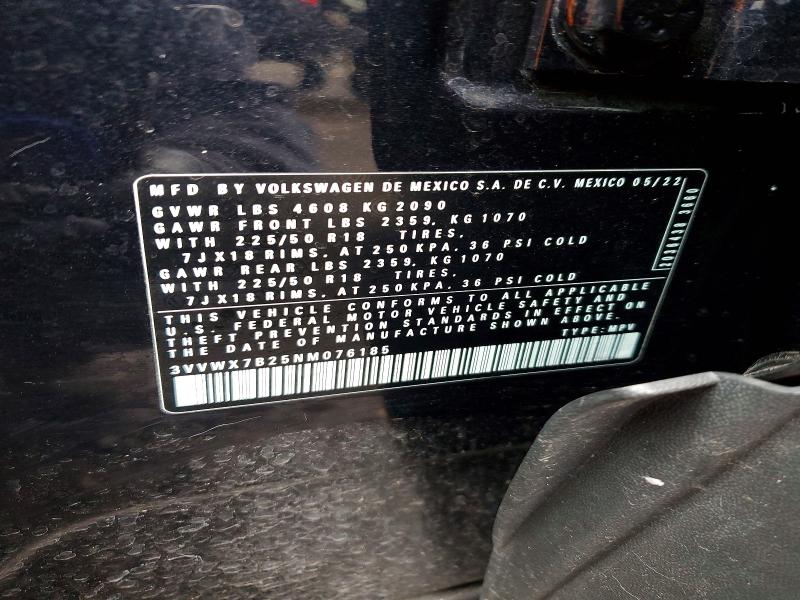 MFD BY VOLKSWAGEN DE MEXICO S.A. DE C.V. MEXICO 05/22
GVWR LBS 4608 KG 2090
GAWR FRONT LBS 2359, KG 1070
WITH 225/50 R18 TIRES,
7JX18 RIMS, AT 250 KPA, 36 PSI COLD
GAWR REAR LBS 2359, KG 1070
WITH 225/50 R18 TIRES,
7JX18 RIMS, AT 250 KPA, 36 PSI COLD
THIS VEHICLE CONFORMS TO ALL APPLICABLE
U.S. FEDERAL MOTOR VEHICLE SAFETY AND
THEFT PREVENTION STANDARDS IN EFFECT ON
THE DATE OF MANUFACTURE SHOWN ABOVE.
TYPE: MPV
3VVWX7B25NM076185